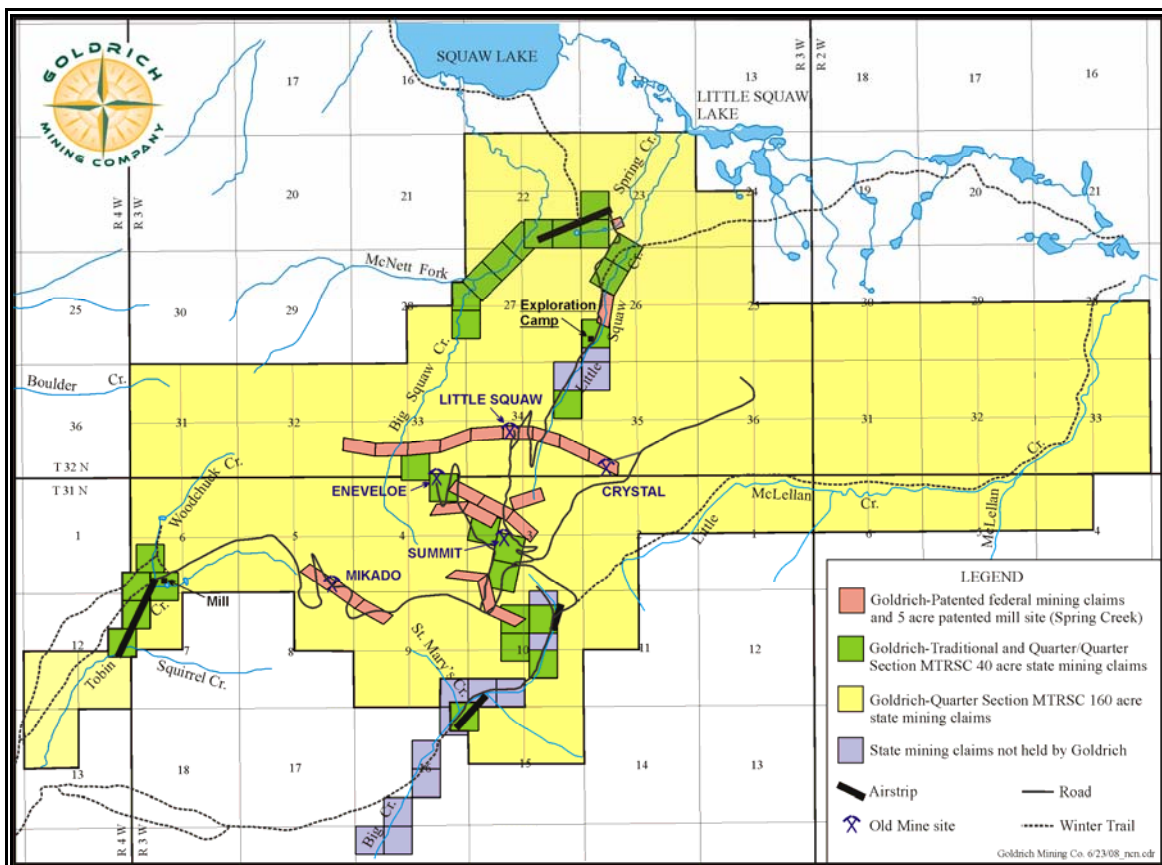 GOLDRICH
MINING COMPANY
SQUAW LAKE
LITTLE SQUAW
LAKE
R 3 W
R 2 W
17
16
13
18
17
16
20
21
22
23
24
19
20
21
R 4 W
R 3 W
Spring Cr.
McNett Fork
25
30
29
28
27
26
30
29
28
Exploration
Camp
Little Squaw Cr.
Big Squaw Cr.
Boulder Cr.
LITTLE SQUAW
36
31
32
33
34
35
36
31
32
33
T 32 N
T 31 N
Woodchuck Cr.
ENEVELOE
CRYSTAL
Little McLellan Cr.
McLellan Cr.
1
6
5
4
3
1
6
5
4
SUMMIT
MIKADO
Mill
12
7
8
9
10
11
12
Tobin Cr.
Squirrel Cr.
St. Mary's Cr.
13
18
17
16
15
14
13
Big Cr.
R 4 W
R 3 W
LEGEND
Goldrich-Patented federal mining claims
and 5 acre patented mill site (Spring Creek)
Goldrich-Traditional and Quarter/Quarter
Section MTRSC 40 acre state mining claims
Goldrich-Quarter Section MTRSC 160 acre
state mining claims
State mining claims not held by Goldrich
Airstrip
Road
Old Mine site
Winter Trail
Goldrich Mining Co. 6/23/08_ncn.cdr